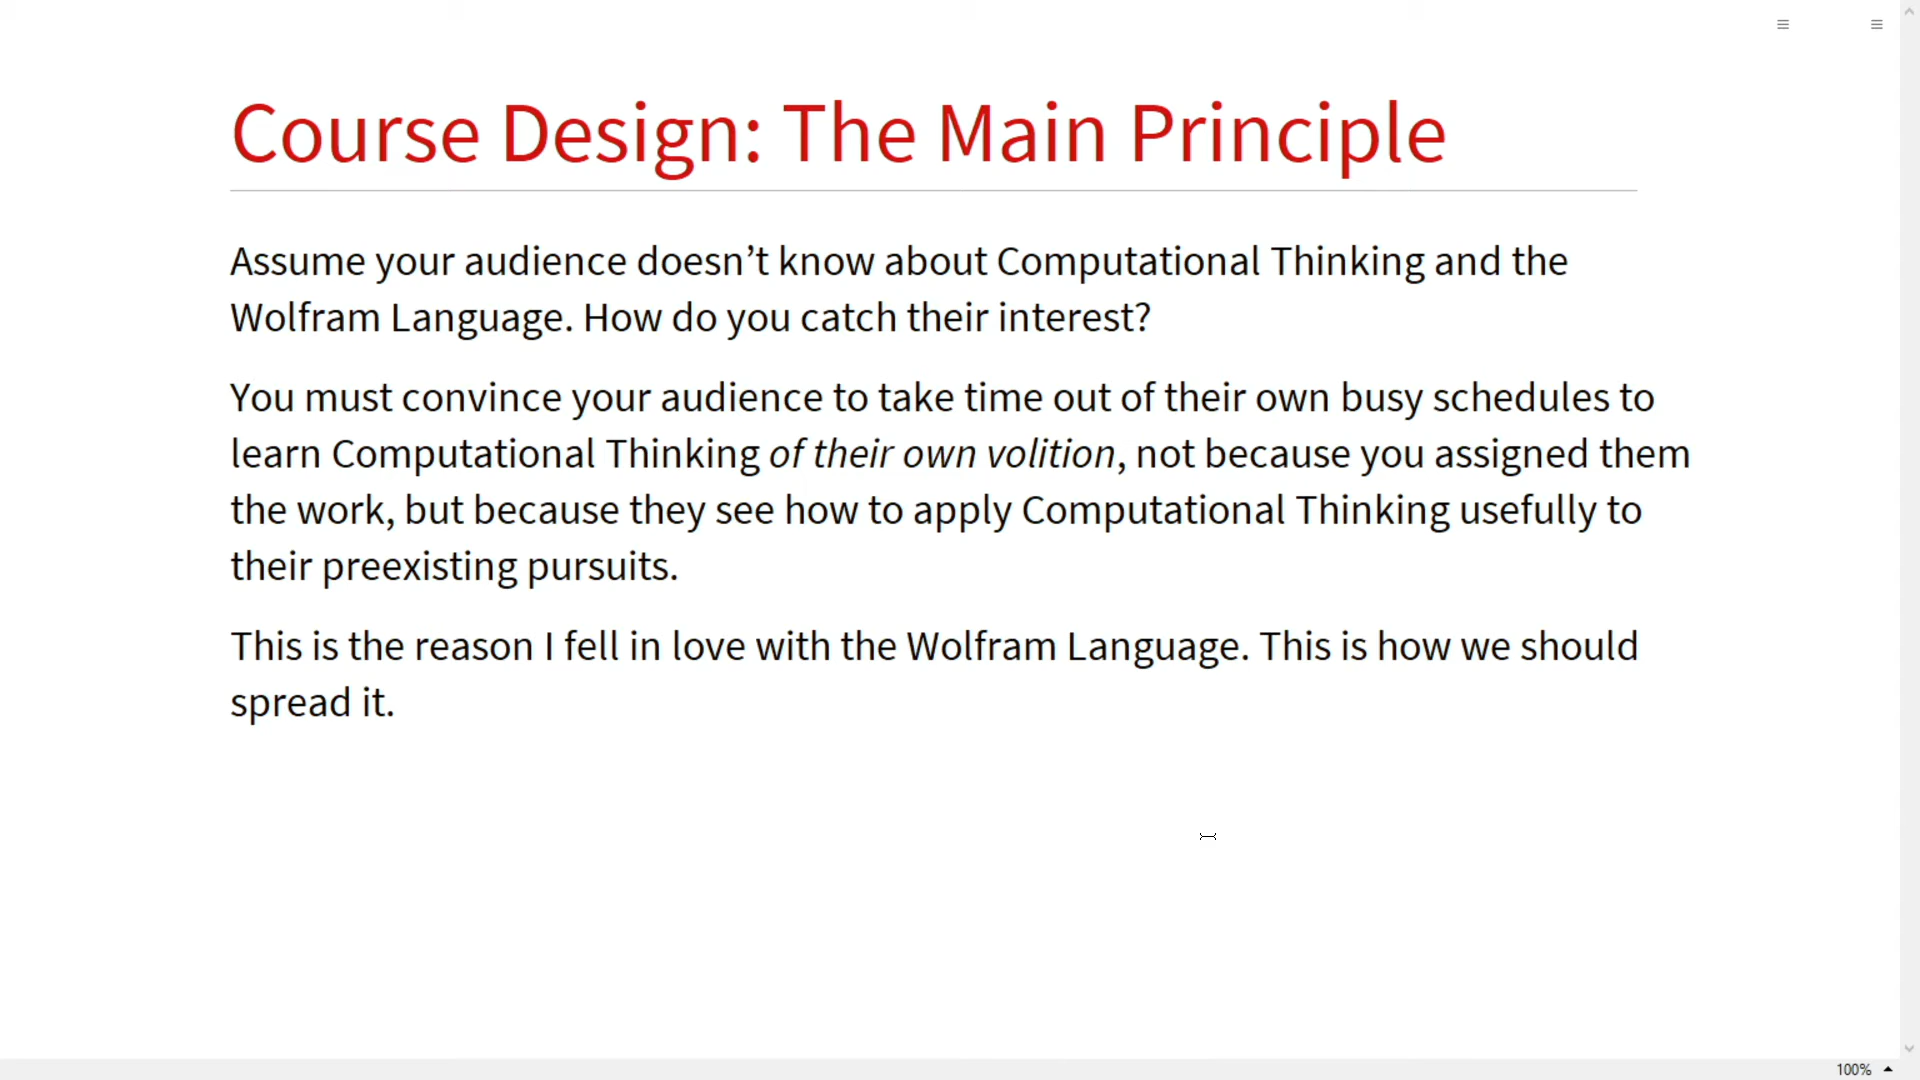 Course Design: The Main Principle
Assume your audience doesn’t know about Computational Thinking and the
Wolfram Language. How do you catch their interest?
You must convince your audience to take time out of their own busy schedules to
learn Computational Thinking of their own volition, not because you assigned them
the work, but because they see how to apply Computational Thinking usefully to
their preexisting pursuits.
This is the reason I fell in love with the Wolfram Language. This is how we should
spread it.
100%